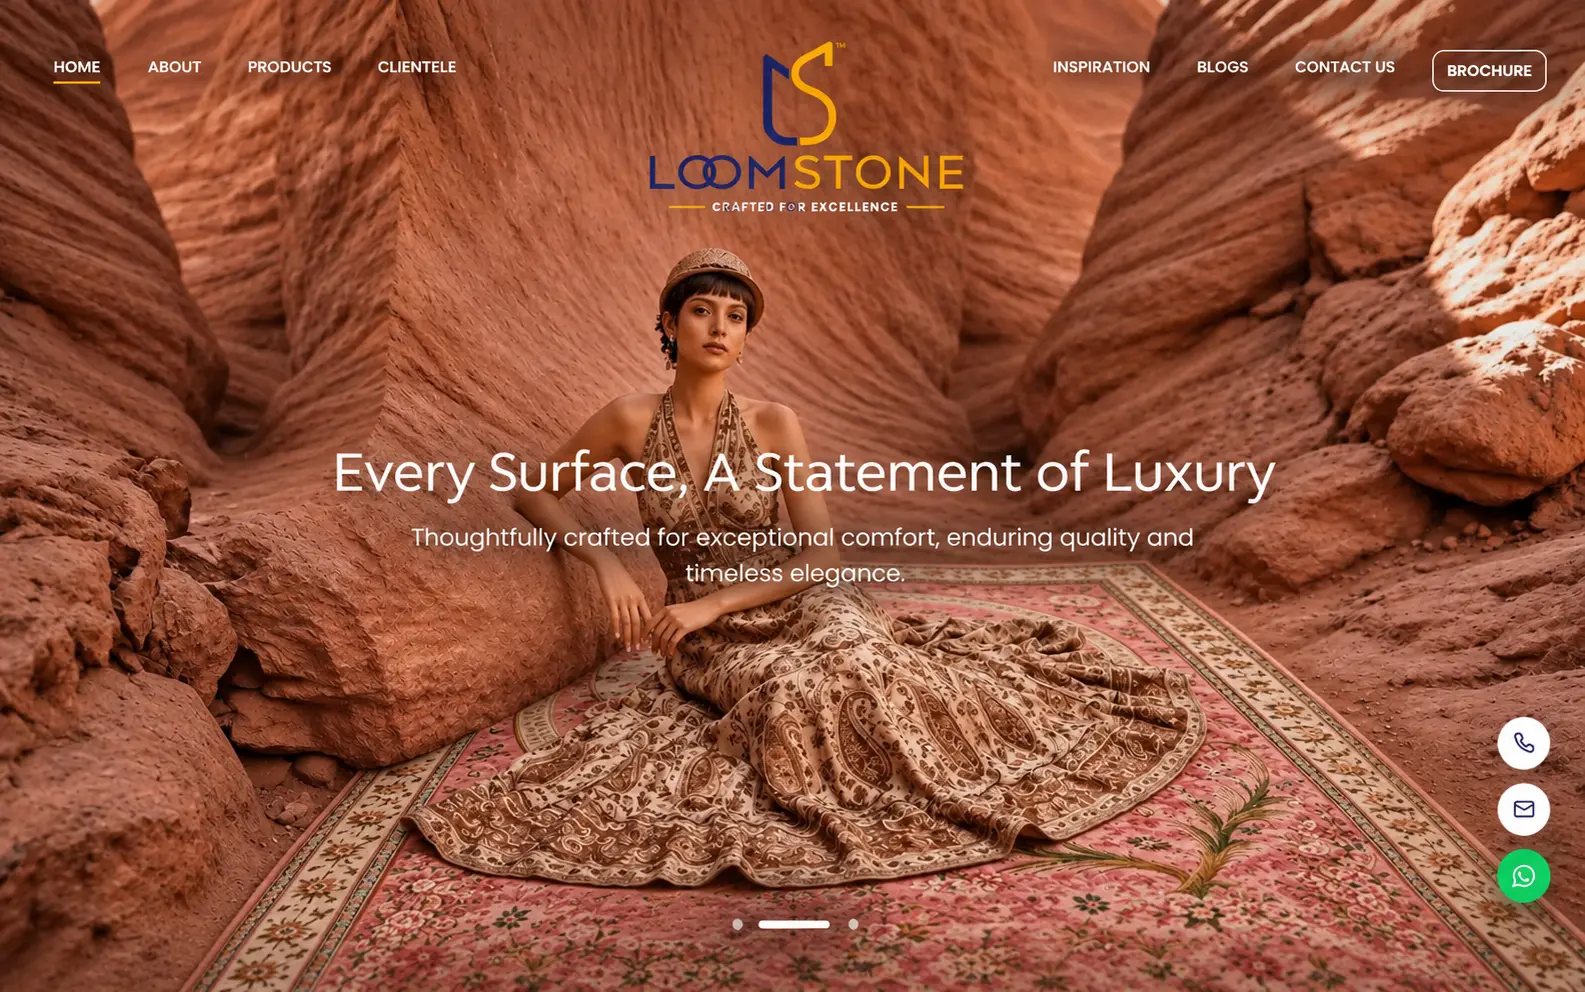 HOME
ABOUT
PRODUCTS
CLIENTELE
LS™
LOOMSTONE
CRAFTED FOR EXCELLENCE
INSPIRATION
BLOGS
CONTACT US
BROCHURE
Every Surface, A Statement of Luxury
Thoughtfully crafted for exceptional comfort, enduring quality and
timeless elegance.